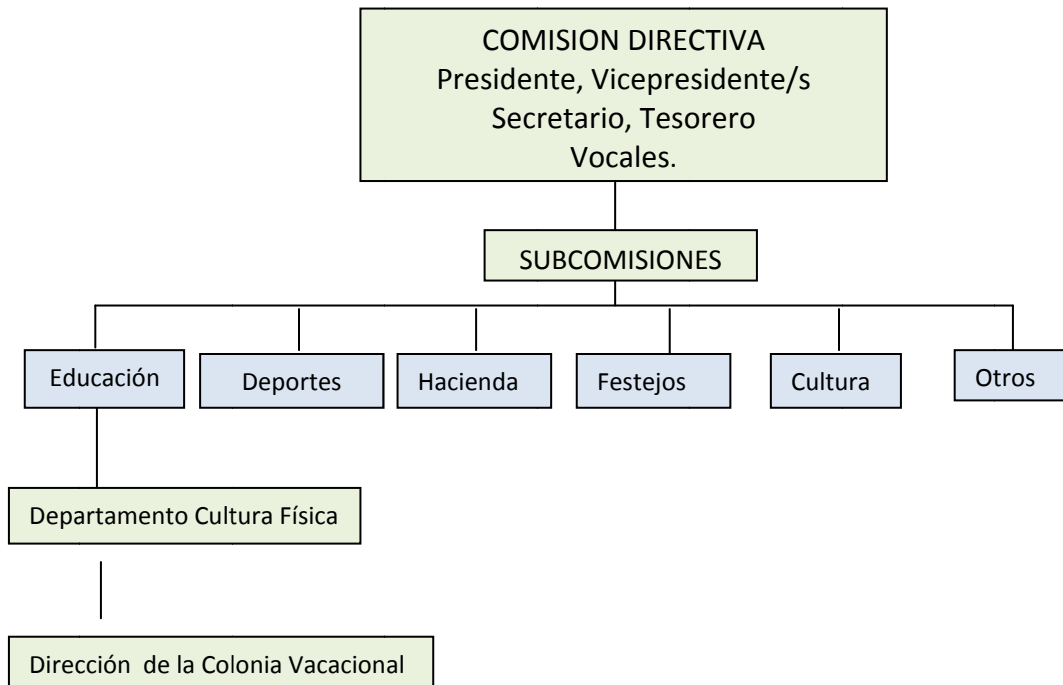 COMISION DIRECTIVA
Presidente, Vicepresidente/s
Secretario, Tesorero
Vocales.
SUBCOMISIONES
Educación
Deportes
Hacienda
Festejos
Cultura
Otros
Departamento Cultura Física
Dirección de la Colonia Vacacional